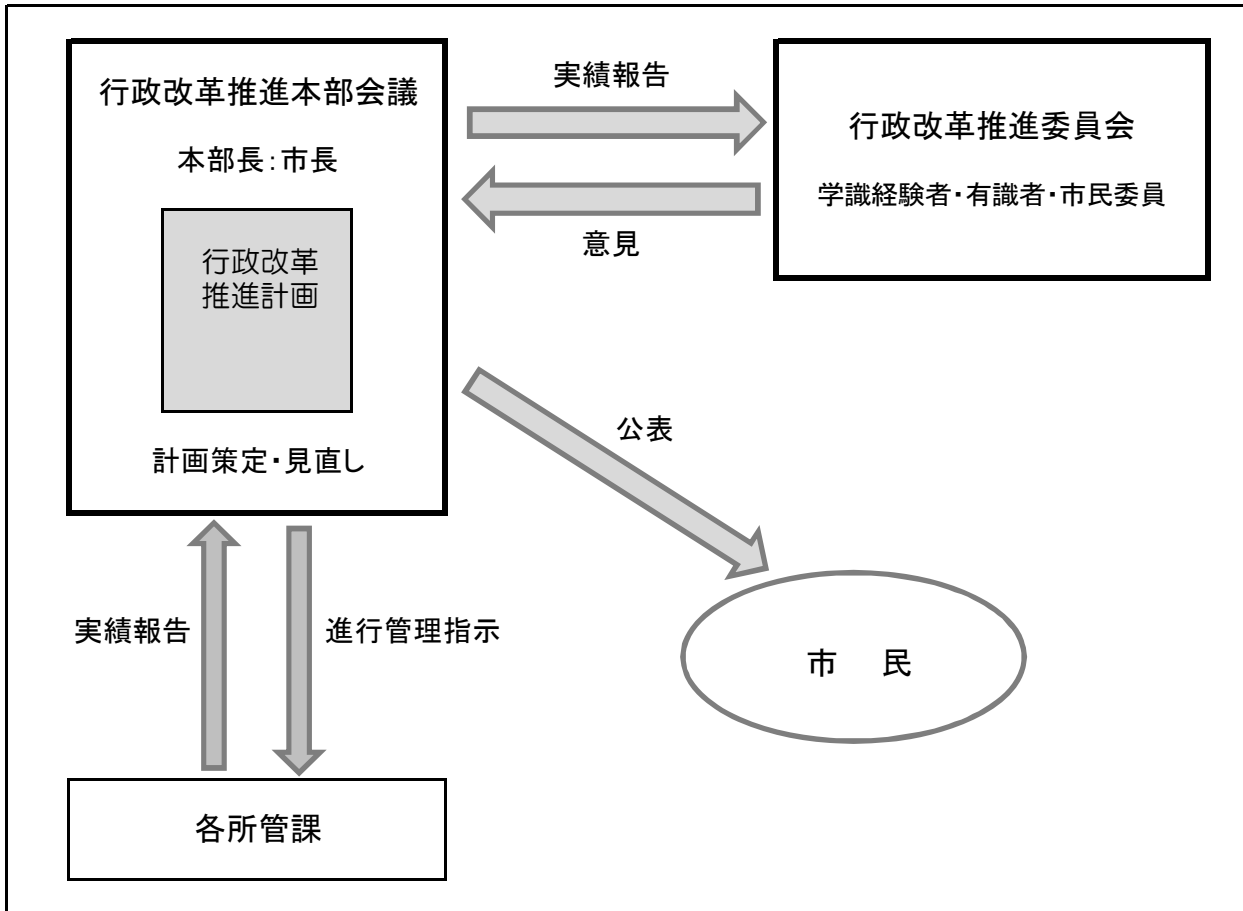 行政改革推進本部会議
本部長:市長
行政改革
推進計画
計画策定・見直し
実績報告
意見
行政改革推進委員会
学識経験者・有識者・市民委員
公表
実績報告
進行管理指示
市 民
各所管課